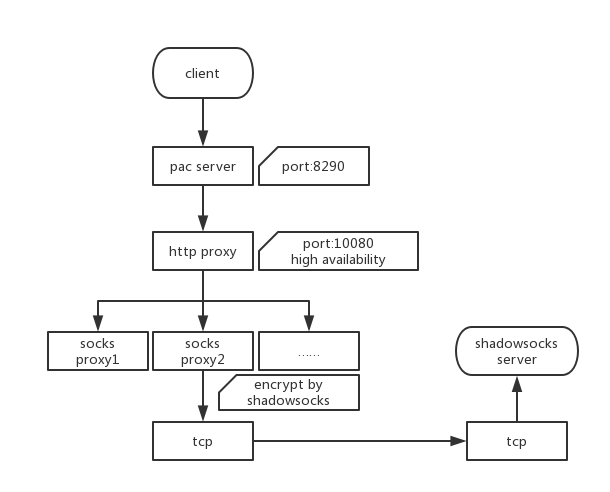 client
pac server
port:8290
http proxy
port:10080
high availability
socks
proxy1
socks
proxy2
......
shadowsocks
server
encrypt by
shadowsocks
tcp
tcp